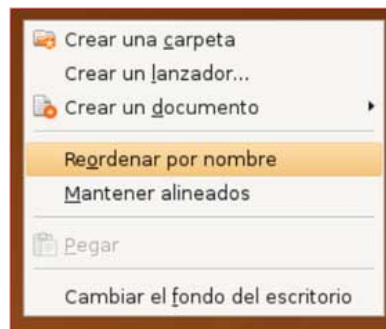 Crear una carpeta
Crear un lanzador...
Crear un documento
Reordenar por nombre
Mantener alineados
Pegar
Cambiar el fondo del escritorio